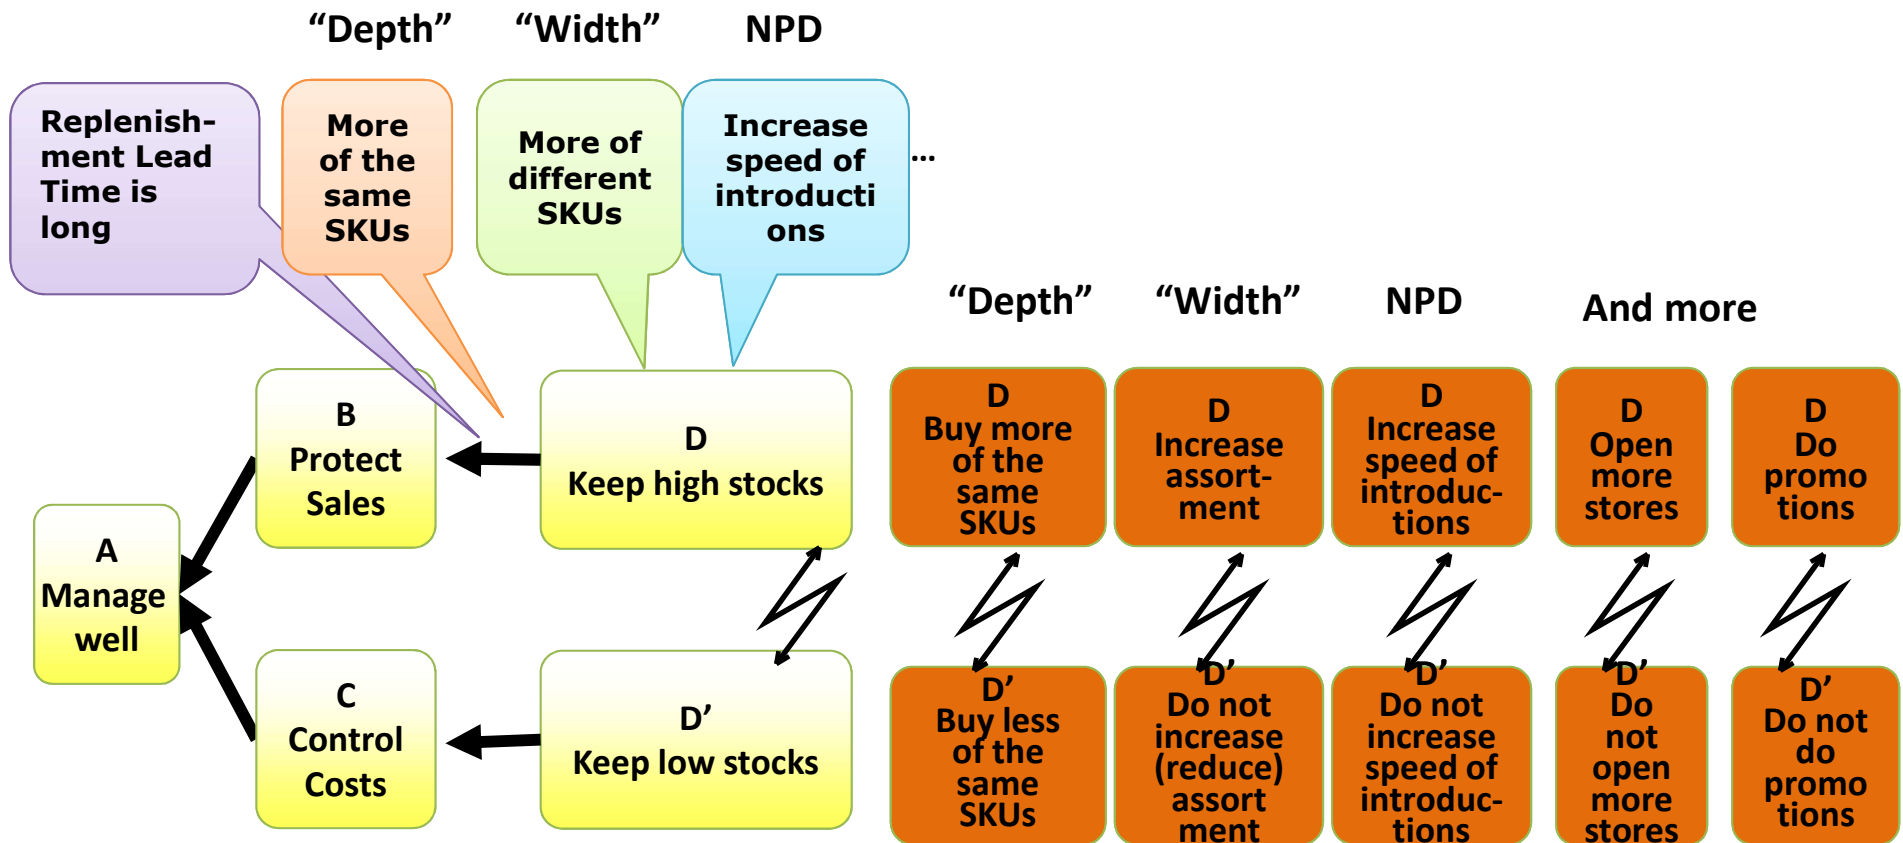 “Depth”
“Width”
NPD
Replenish-
ment Lead
Time is
long
More
of the
same
SKUs
More of
different
SKUs
Increase
speed of
introducti
ons
...
“Depth”
“Width”
NPD
And more
A
Manage
well
B
Protect
Sales
D
Keep high stocks
C
Control
Costs
D’
Keep low stocks
D
Buy more
of the
same
SKUs
D
Increase
assort-
ment
D
Increase
speed of
introduc-
tions
D
Open
more
stores
D
Do
promo
tions
D’
Buy less
of the
same
SKUs
D’
Do not
increase
(reduce)
assort
ment
D’
Do not
increase
speed of
introduc-
tions
D’
Do
not
open
more
stores
D’
Do not
do
promo
tions